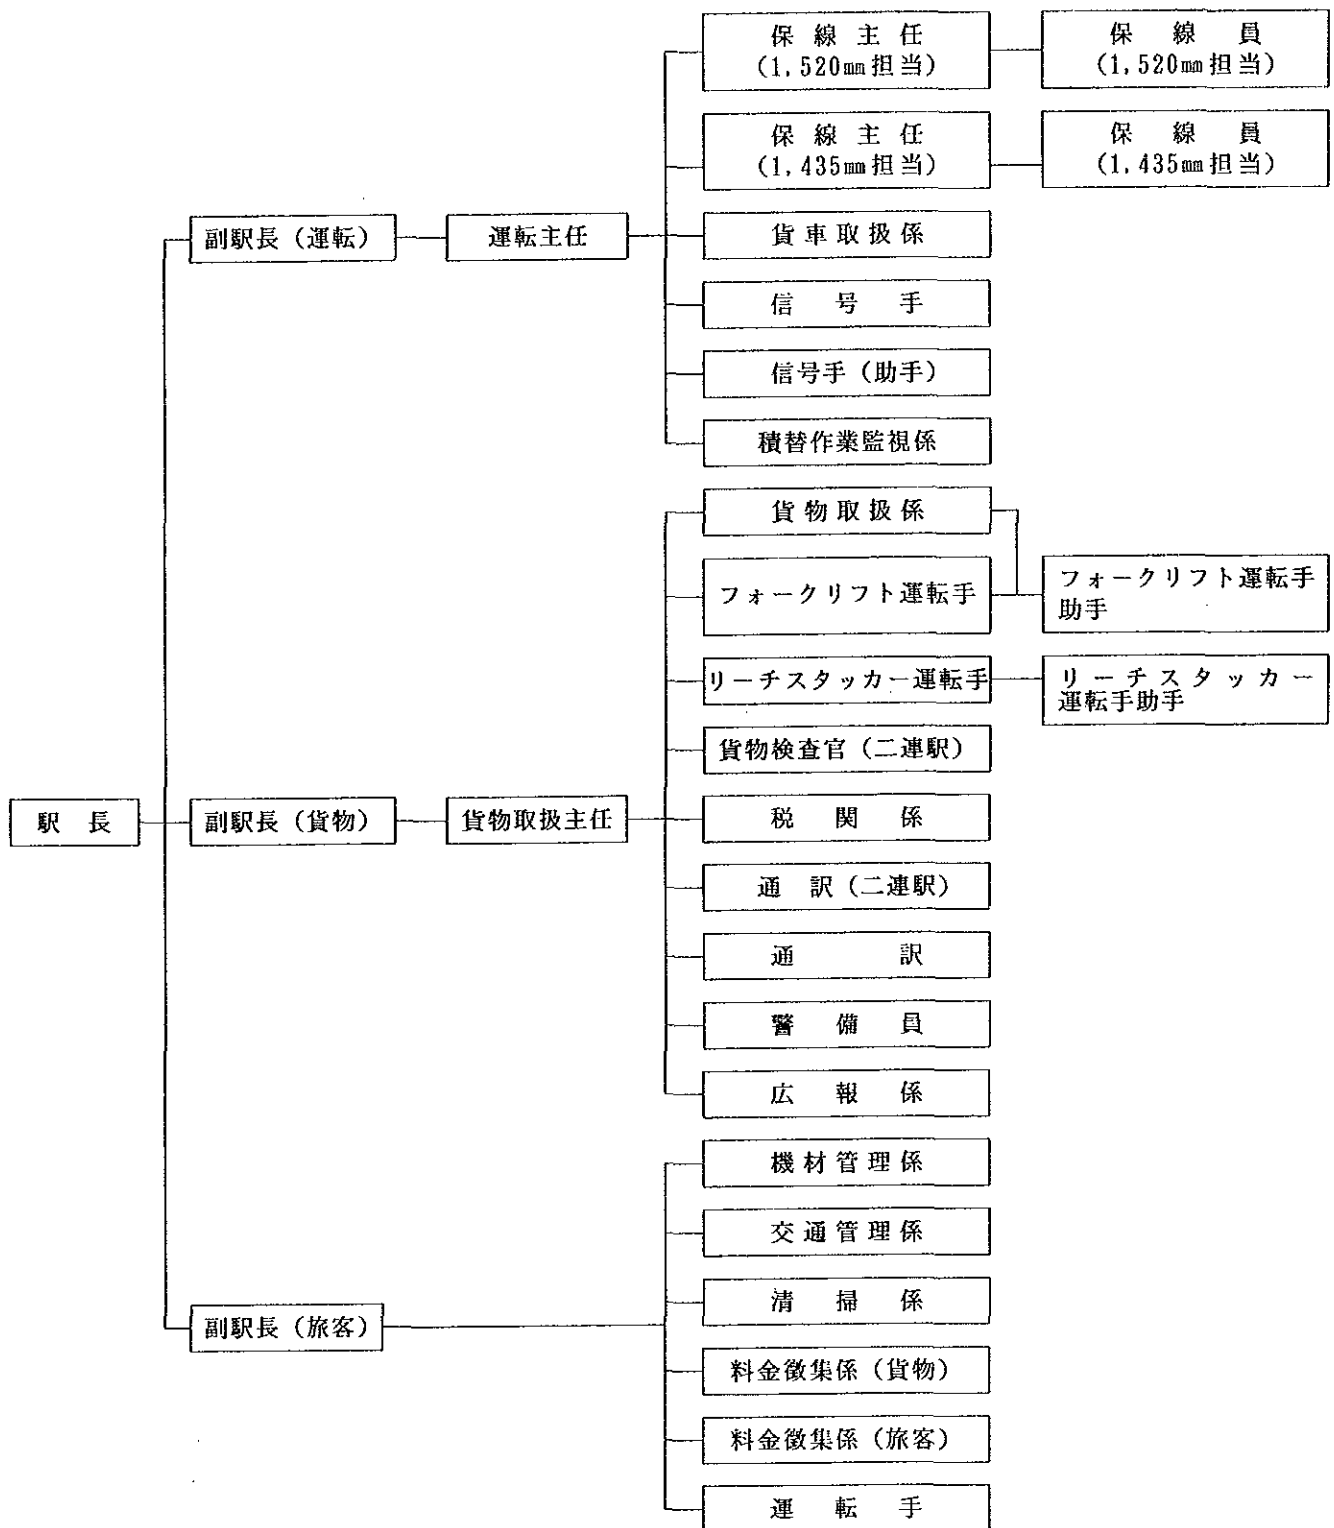 保線主任
(1,520㎜担当)
保線員
(1,520㎜担当)
保線主任
(1,435㎜担当)
保線員
(1,435㎜担当)
副駅長（運転）
運転主任
貨車取扱係
信号手
信号手（助手）
積替作業監視係
貨物取扱係
フォークリフト運転手
フォークリフト運転手
助手
リーチスタッカー運転手
リーチスタッカー
運転手助手
貨物検査官（二連駅）
駅長
副駅長（貨物）
貨物取扱主任
税関係
通訳（二連駅）
通訳
警備員
広報係
機材管理係
交通管理係
清掃係
副駅長（旅客）
料金徴集係（貨物）
料金徴集係（旅客）
運転手